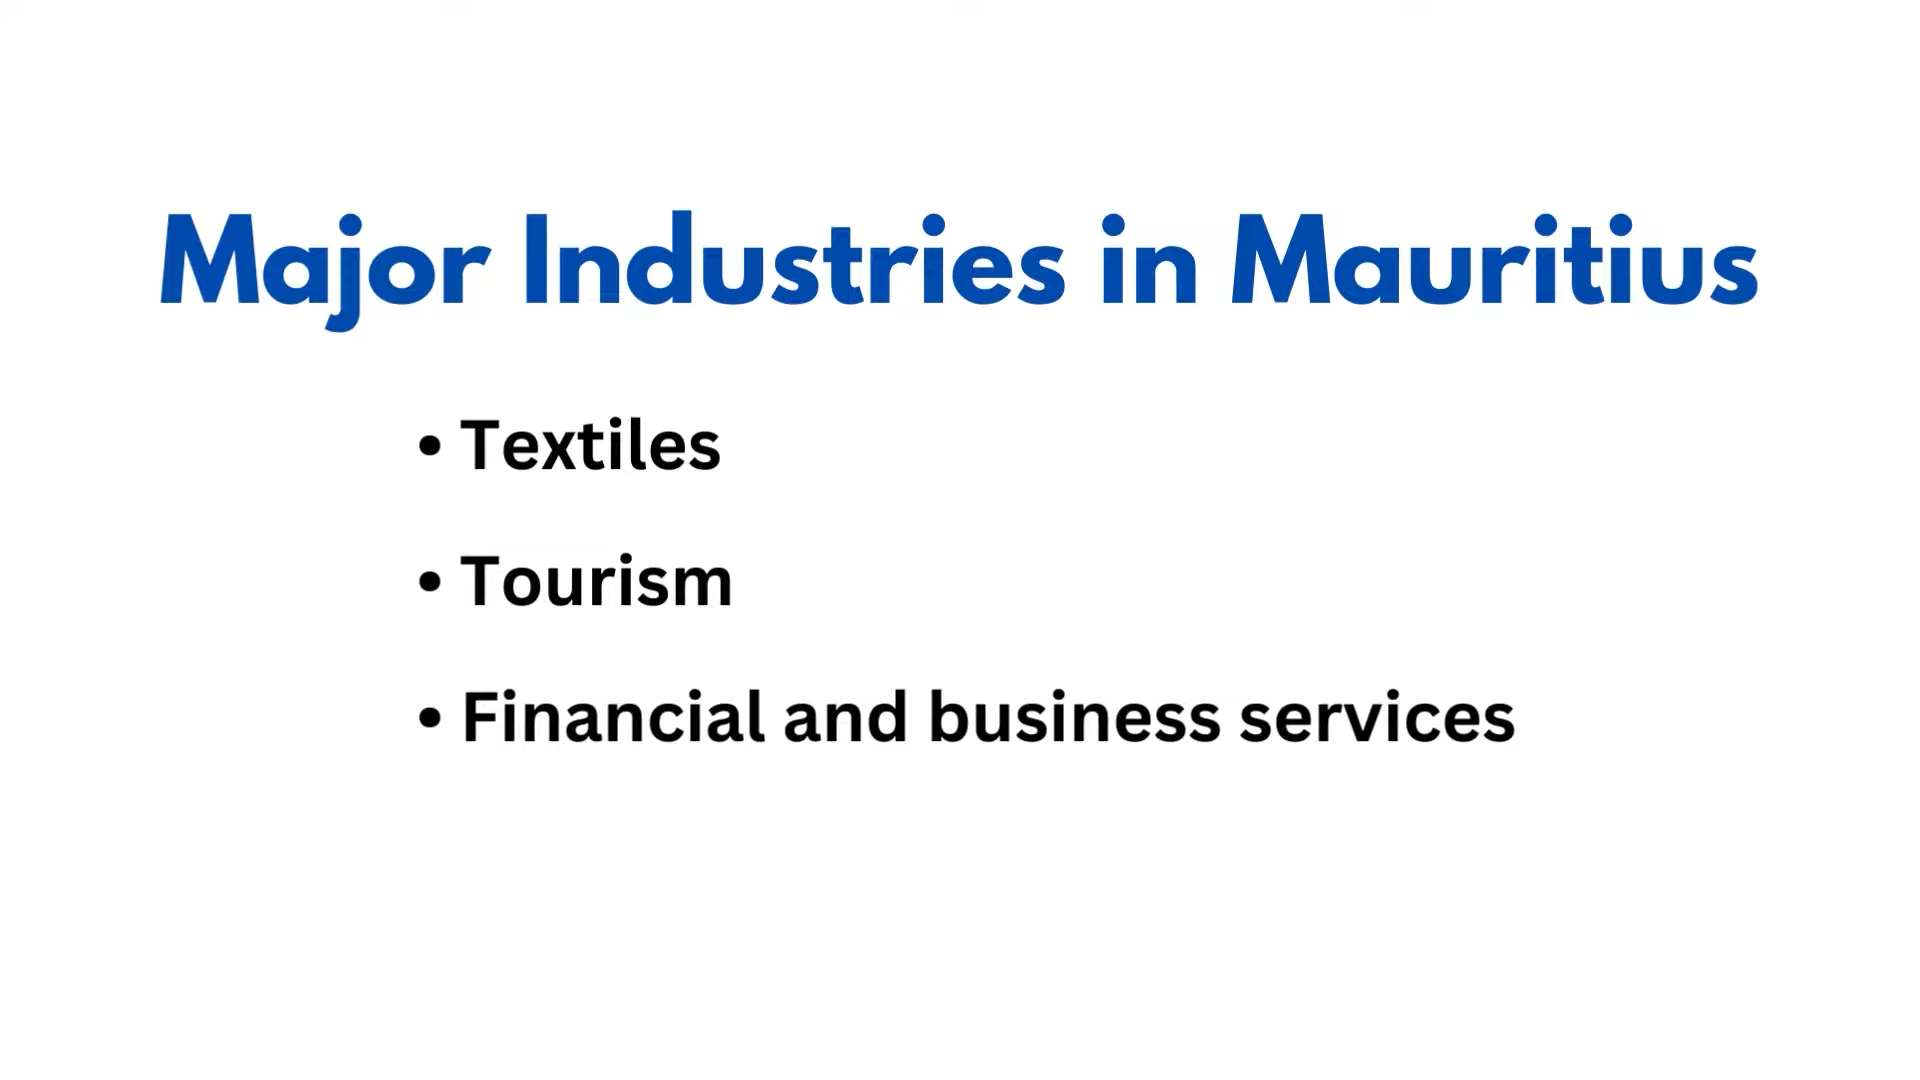 Major Industries in Mauritius
• Textiles
• Tourism
• Financial and business services